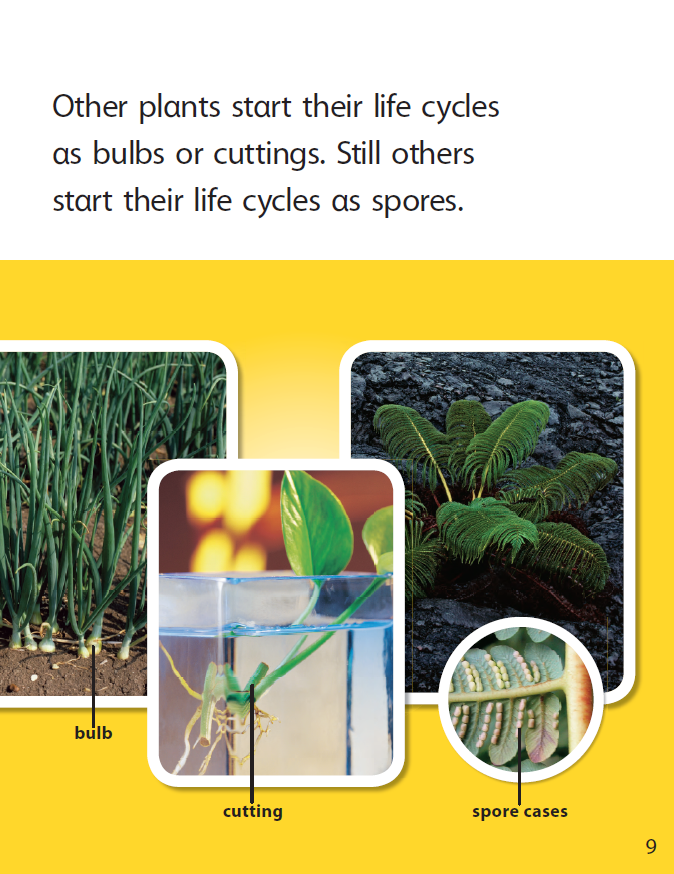 Other plants start their life cycles
as bulbs or cuttings. Still others
start their life cycles as spores.
bulb
cutting
spore cases
9